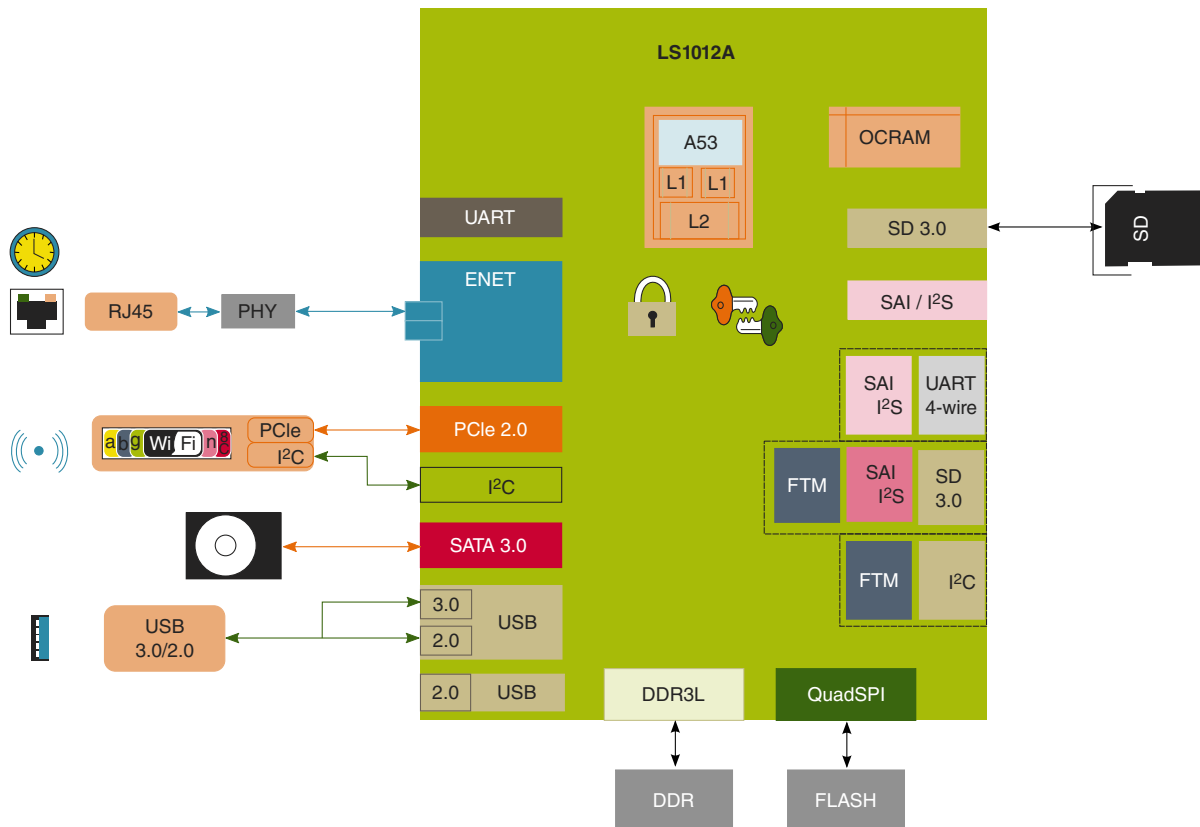 LS1012A
A53
L1 L1
L2
OCRAM
UART
SD 3.0
SD
ENET
SAI / I²S
RJ45
PHY
SAI
I²S
UART
4-wire
PCIe 2.0
a b g Wi Fi n ac
PCIe
I²C
I²C
FTM
SAI
I²S
SD
3.0
SATA 3.0
FTM
I²C
3.0
2.0
USB
USB
3.0/2.0
2.0
USB
DDR3L
QuadSPI
DDR
FLASH